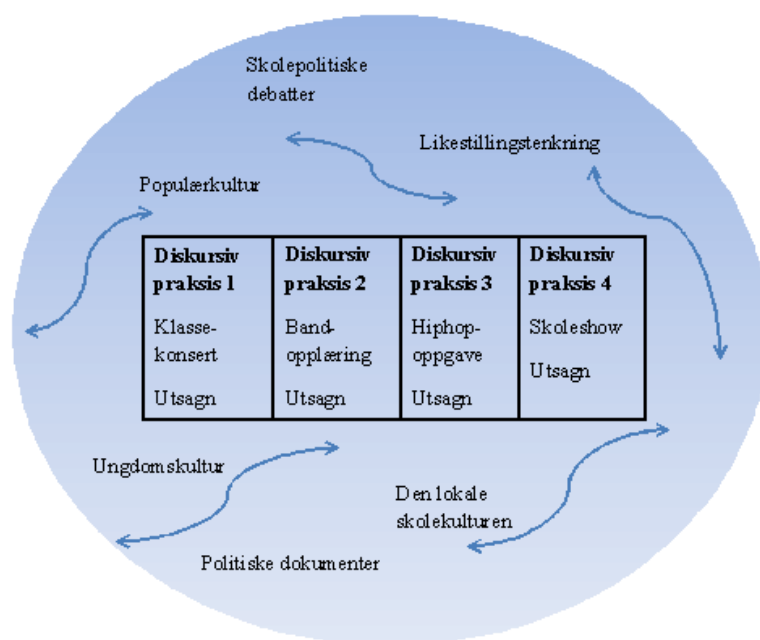 Skolepolitiske
debatter
Likestillingstenkning
Populærkultur
Diskursiv
praksis 1
Klasse-
konsert
Utsagn
Diskursiv
praksis 2
Band-
opplæring
Utsagn
Diskursiv
praksis 3
Hiphop-
oppgave
Utsagn
Diskursiv
praksis 4
Skoleshow
Utsagn
Ungdomskultur
Den lokale
skolekulturen
Politiske dokumenter